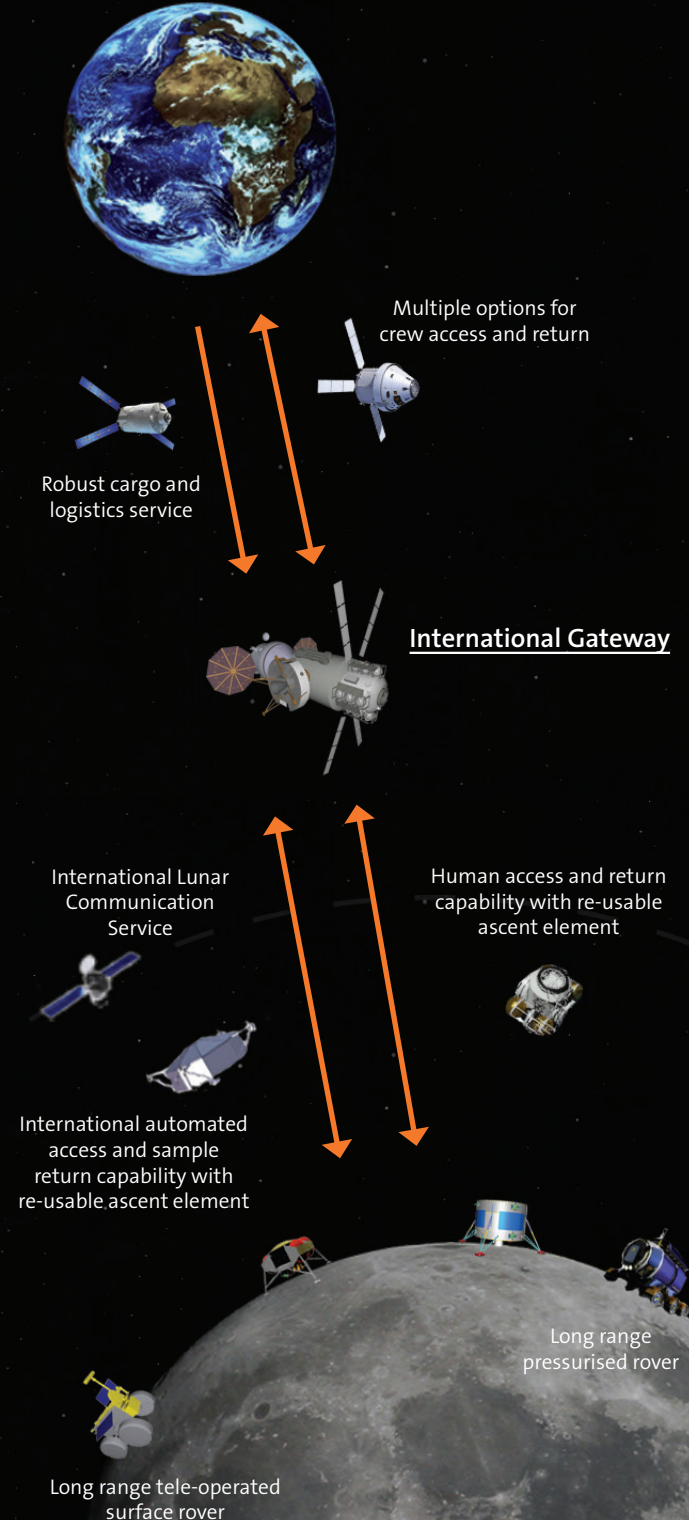 Multiple options for
crew access and return
Robust cargo and
logistics service
International Gateway
International Lunar
Communication
Service
Human access and return
capability with re-usable
ascent element
International automated
access and sample
return capability with
re-usable ascent element
Long range
pressurised rover
Long range tele-operated
surface rover